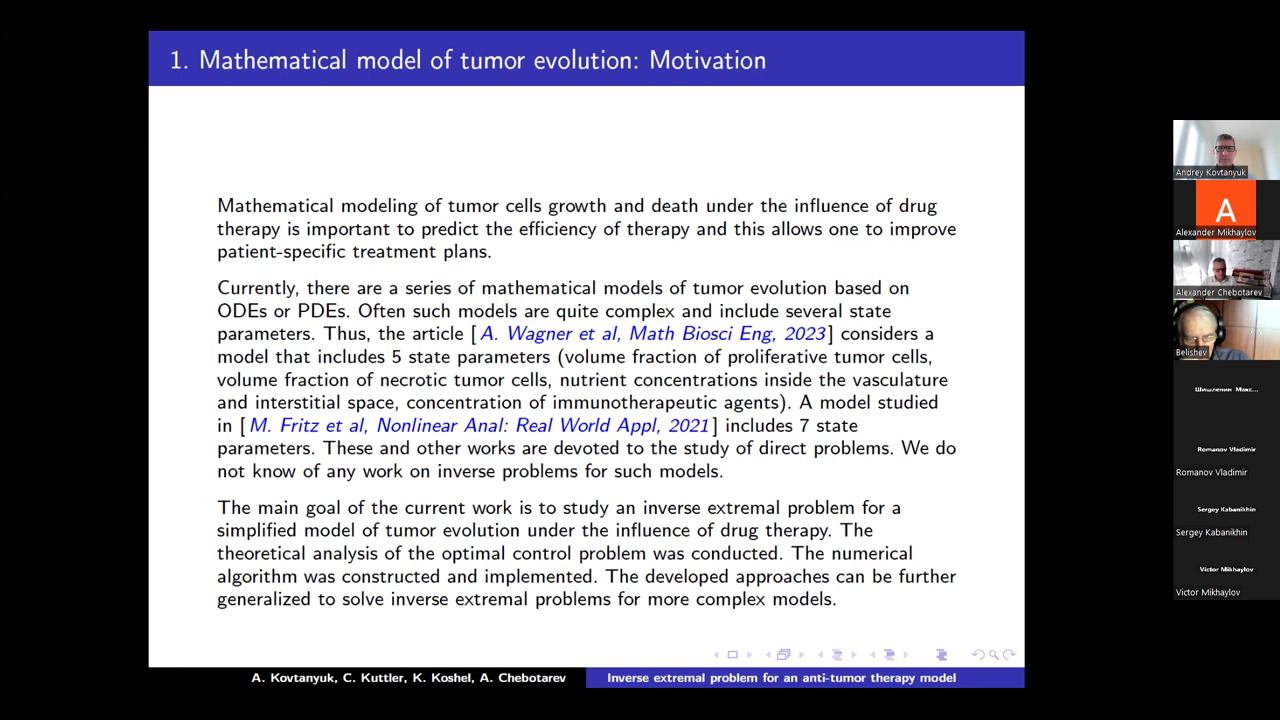 1. Mathematical model of tumor evolution: Motivation
Mathematical modeling of tumor cells growth and death under the influence of drug
therapy is important to predict the efficiency of therapy and this allows one to improve
patient-specific treatment plans.
Currently, there are a series of mathematical models of tumor evolution based on
ODEs or PDEs. Often such models are quite complex and include several state
parameters. Thus, the article [A. Wagner et al, Math Biosci Eng, 2023] considers a
model that includes 5 state parameters (volume fraction of proliferative tumor cells,
volume fraction of necrotic tumor cells, nutrient concentrations inside the vasculature
and interstitial space, concentration of immunotherapeutic agents). A model studied
in [M. Fritz et al, Nonlinear Anal: Real World Appl, 2021] includes 7 state
parameters. These and other works are devoted to the study of direct problems. We do
not know of any work on inverse problems for such models.
The main goal of the current work is to study an inverse extremal problem for a
simplified model of tumor evolution under the influence of drug therapy. The
theoretical analysis of the optimal control problem was conducted. The numerical
algorithm was constructed and implemented. The developed approaches can be further
generalized to solve inverse extremal problems for more complex models.
A. Kovtanyuk, C. Kuttler, K. Koshel, A. Chebotarev
Inverse extremal problem for an anti-tumor therapy model
Andrey Kovtanyuk
A
Alexander Mikhaylov
Alexander Chebotarev
Belishev
Шишленин Макс...
Romanov Vladimir
Romanov Vladimir
Sergey Kabanikhin
Sergey Kabanikhin
Victor Mikhaylov
Victor Mikhaylov